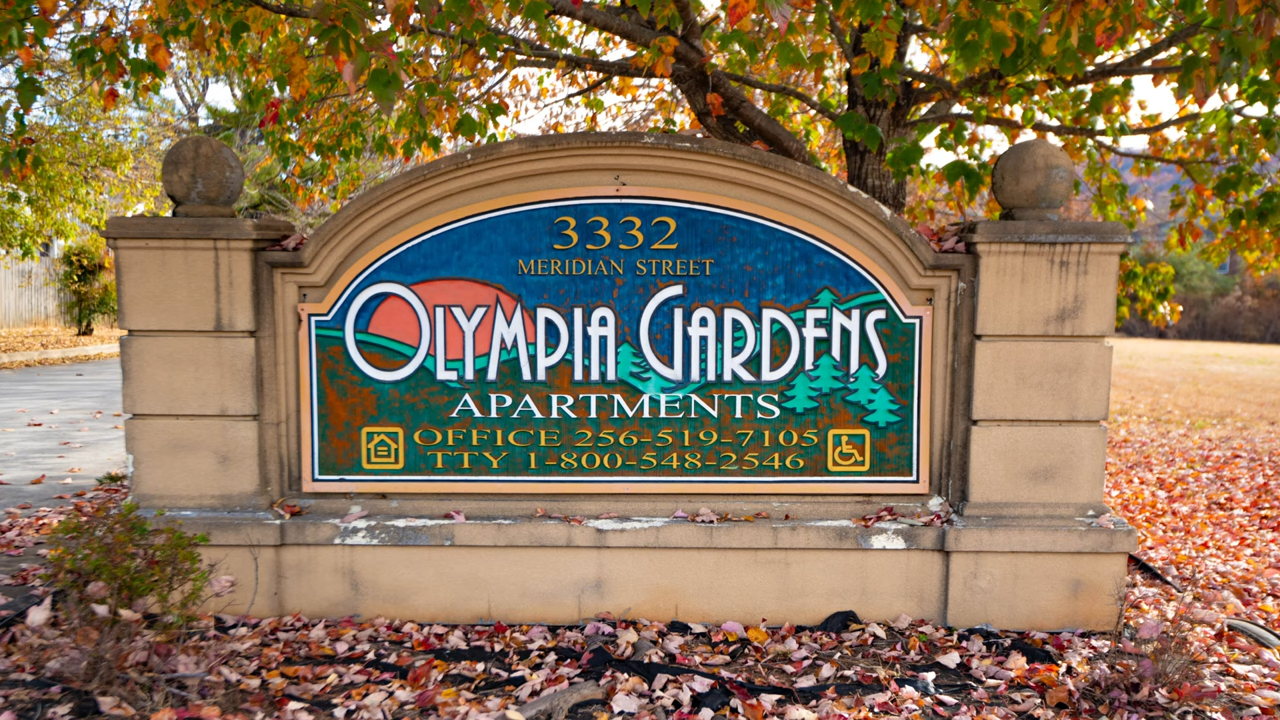 3332
MERIDIAN STREET
OLYMPIA GARDENS
APARTMENTS
OFFICE 256-519-7105
TTY 1-800-548-2546